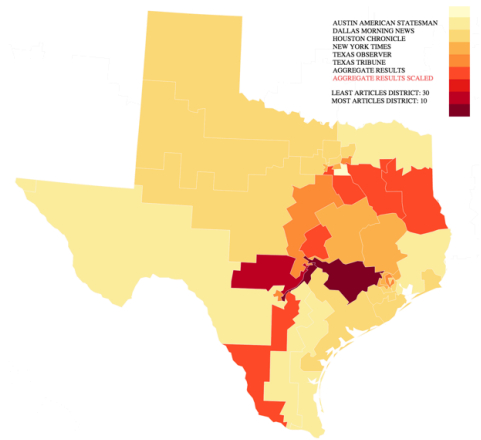 AUSTIN AMERICAN STATESMAN
DALLAS MORNING NEWS
HOUSTON CHRONICLE
NEW YORK TIMES
TEXAS OBSERVER
TEXAS TRIBUNE
AGGREGATE RESULTS
AGGREGATE RESULTS SCALED
LEAST ARTICLES DISTRICT: 30
MOST ARTICLES DISTRICT: 10